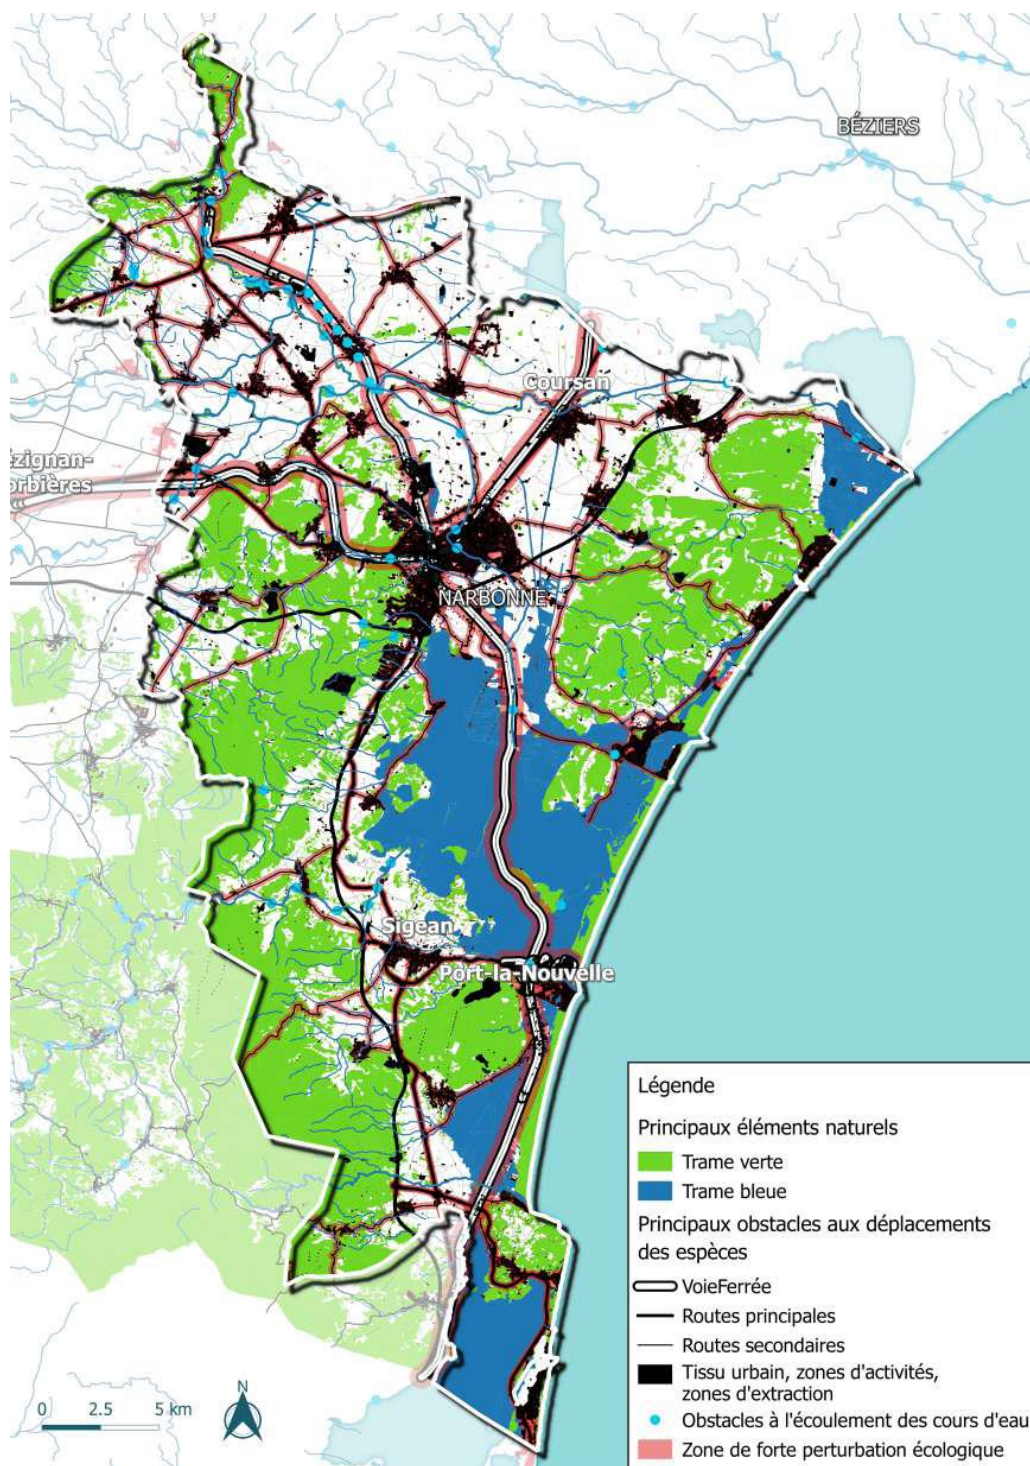 BÉZIERS
Coursan
zignan-
orbières
NARBONNE
Sigean
Port-la-Nouvelle
Légende
Principaux éléments naturels
Trame verte
Trame bleue
Principaux obstacles aux déplacements
des espèces
VoieFerrée
Routes principales
Routes secondaires
Tissu urbain, zones d'activités,
zones d'extraction
Obstacles à l'écoulement des cours d'eau
Zone de forte perturbation écologique
N
0 2.5 5 km